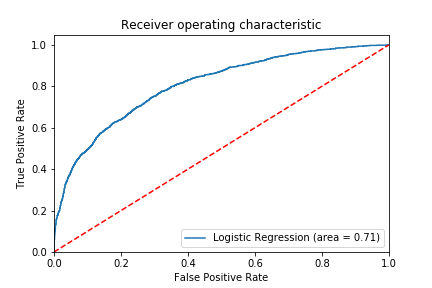 Receiver operating characteristic
True Positive Rate
1.0
0.8
0.6
0.4
0.2
0.0
Logistic Regression (area = 0.71)
0.0 0.2 0.4 0.6 0.8 1.0
False Positive Rate